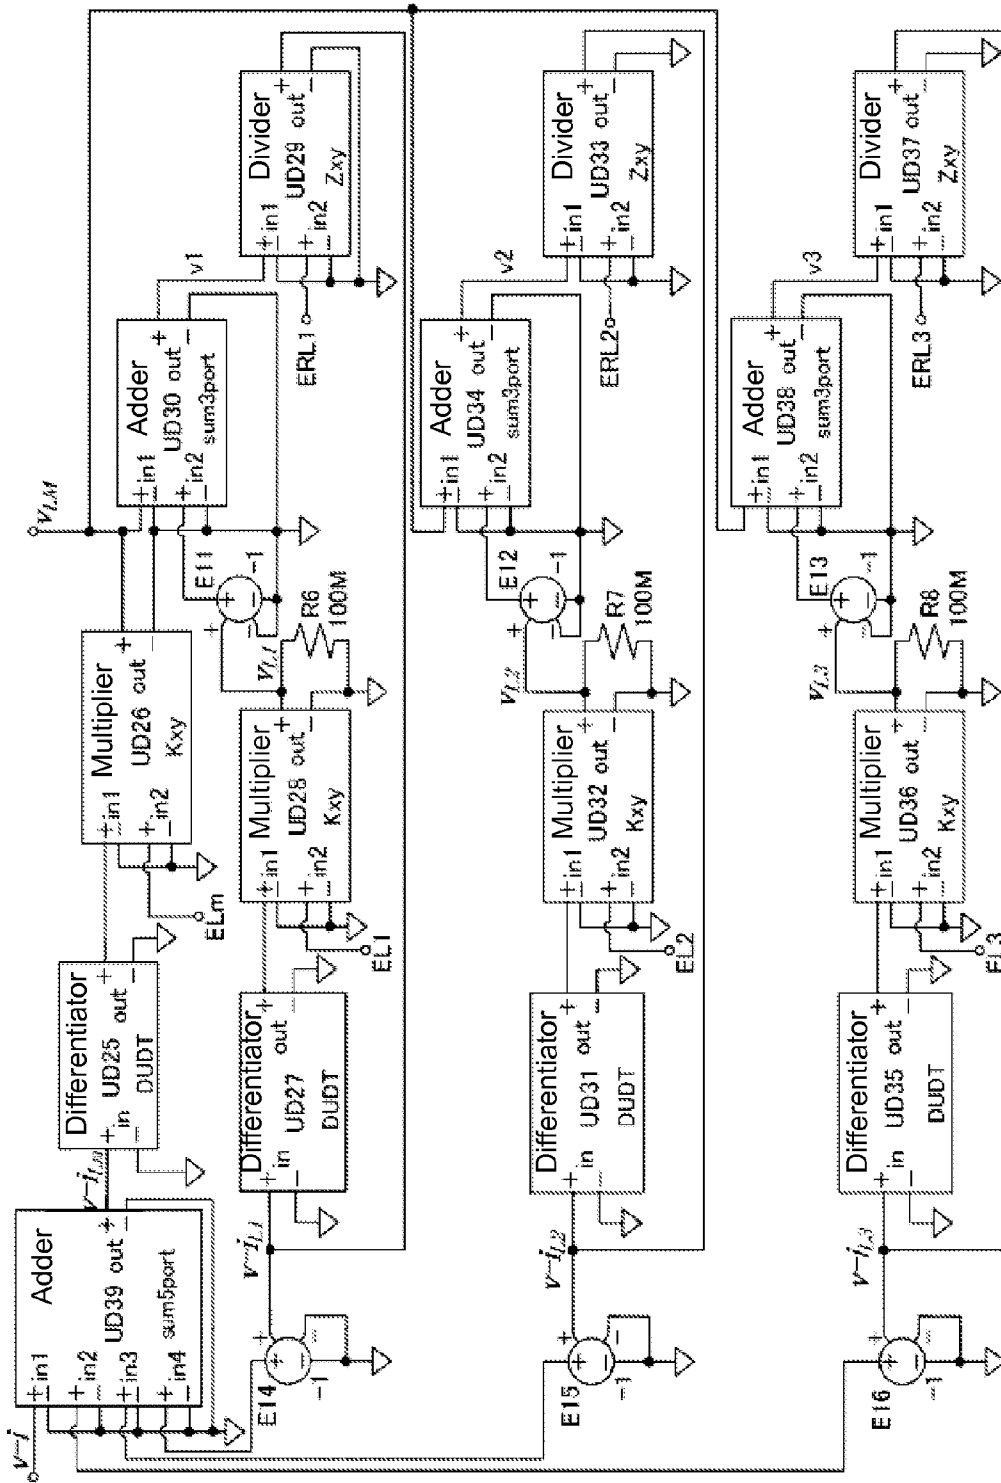 v-i
+in1
-
+in2
-
+in3
-
+in4
-
Adder
UD39 out
sum5port
+
-
v-iLM
+in
-
Differentiator
UD25 out
DUDT
+
-
+in1
-
+in2
-
ELm
Multiplier
UD26 out
Kxy
+
-
vLM
+in1
-
+in2
-
Adder
UD30 out
sum3port
+
-
v1
+in1
-
+in2
-
ERL1
Divider
UD29 out
Zxy
+
-
E14
-1
v-iL1
+in
-
Differentiator
UD27 out
DUDT
+
-
+in1
-
+in2
-
EL1
Multiplier
UD28 out
Kxy
+
-
vL1
E11
-1
R6
100M
E15
-1
v-iL2
+in
-
Differentiator
UD31 out
DUDT
+
-
+in1
-
+in2
-
EL2
Multiplier
UD32 out
Kxy
+
-
vL2
E12
-1
R7
100M
+in1
-
+in2
-
Adder
UD34 out
sum3port
+
-
v2
+in1
-
+in2
-
ERL2
Divider
UD33 out
Zxy
+
-
E16
-1
v-iL3
+in
-
Differentiator
UD35 out
DUDT
+
-
+in1
-
+in2
-
EL3
Multiplier
UD36 out
Kxy
+
-
vL3
E13
-1
R8
100M
+in1
-
+in2
-
Adder
UD38 out
sum3port
+
-
v3
+in1
-
+in2
-
ERL3
Divider
UD37 out
Zxy
+
-